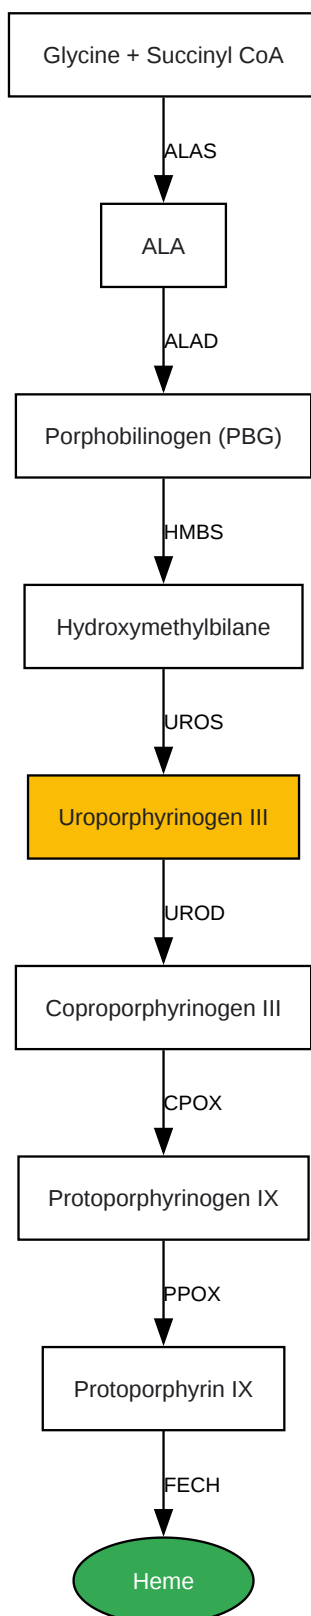 Glycine + Succinyl CoA
ALAS
ALA
ALAD
Porphobilinogen (PBG)
HMBS
Hydroxymethylbilane
UROS
Uroporphyrinogen III
UROD
Coproporphyrinogen III
CPOX
Protoporphyrinogen IX
PPOX
Protoporphyrin IX
FECH
Heme